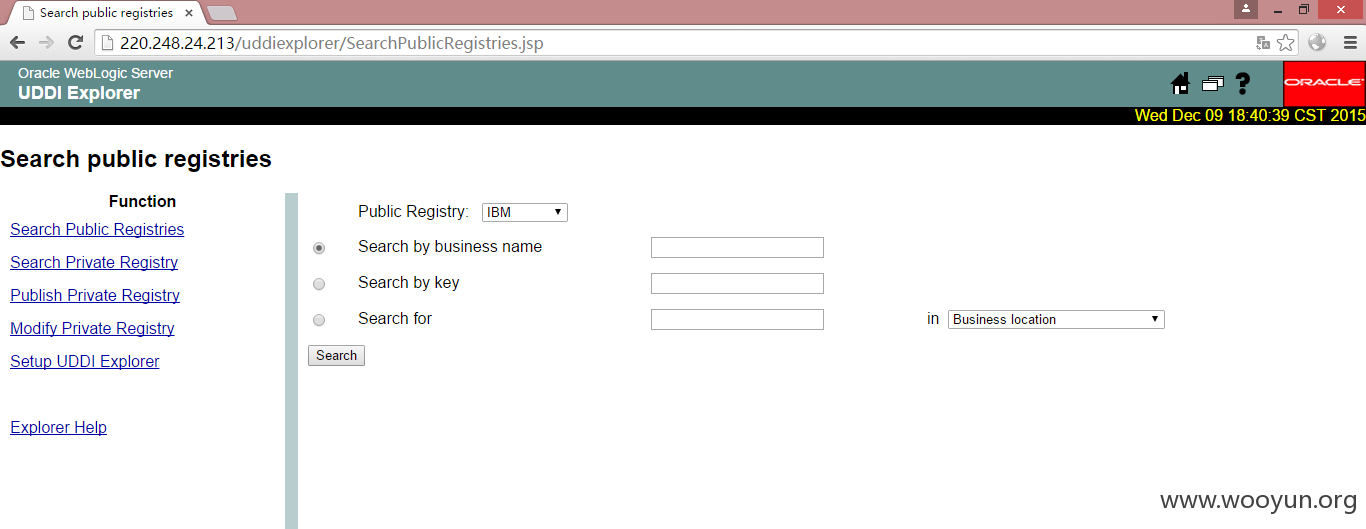 Search public registries
220.248.24.213/uddiexplorer/SearchPublicRegistries.jsp
Oracle WebLogic Server
UDDI Explorer
ORACLE
Wed Dec 09 18:40:39 CST 2015
Search public registries
Function
Search Public Registries
Search Private Registry
Publish Private Registry
Modify Private Registry
Setup UDDI Explorer
Explorer Help
Public Registry: IBM
Search by business name
Search by key
Search for in Business location
Search
www.wooyun.org